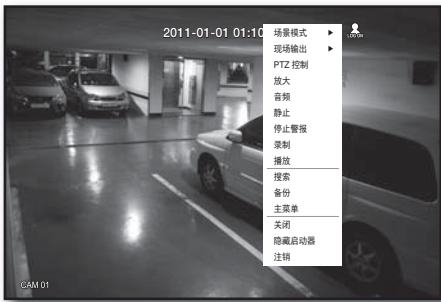 2011-01-01 01:10
LOG ON
场景模式
现场输出
PTZ 控制
放大
音频
静止
停止警报
录制
播放
搜索
备份
主菜单
关闭
隐藏启动器
注销
CAM 01